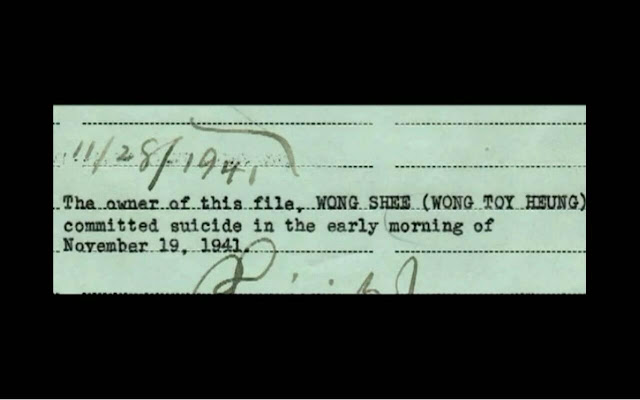 11/28/1941
The owner of this file, WONG SHEE (WONG TOY HEUNG)
committed suicide in the early morning of
November 19, 1941.